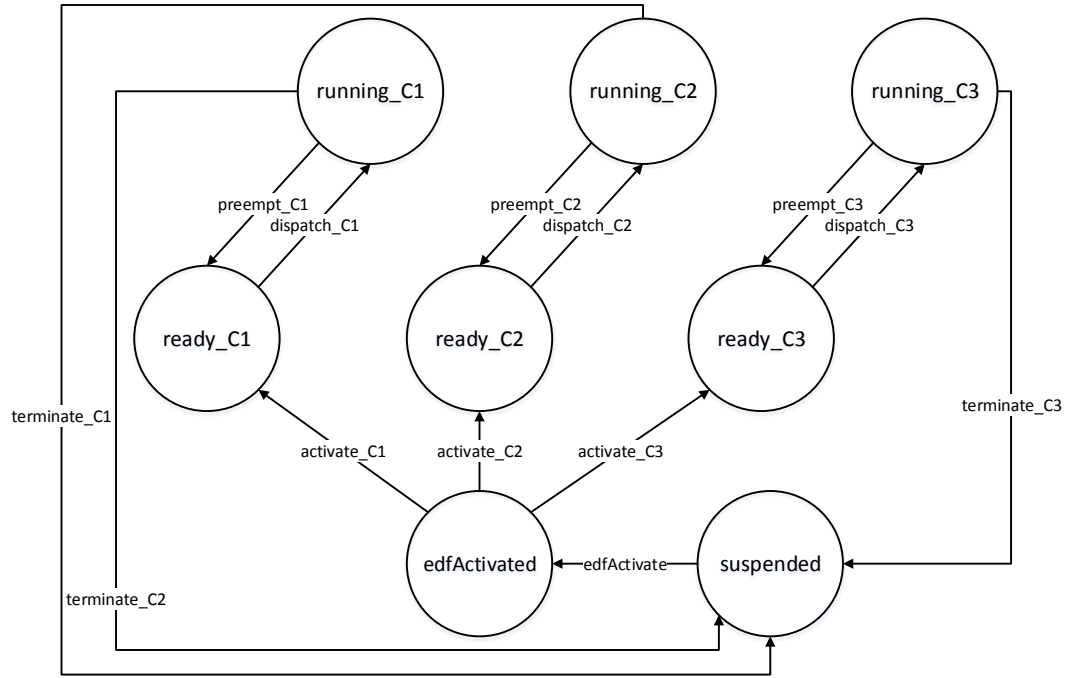 running_C1
running_C2
running_C3
preempt_C1
preempt_C2
preempt_C3
dispatch_C1
dispatch_C2
dispatch_C3
ready_C1
ready_C2
ready_C3
terminate_C1
terminate_C3
activate_C1
activate_C2
activate_C3
edfActivated
edfActivate
suspended
terminate_C2